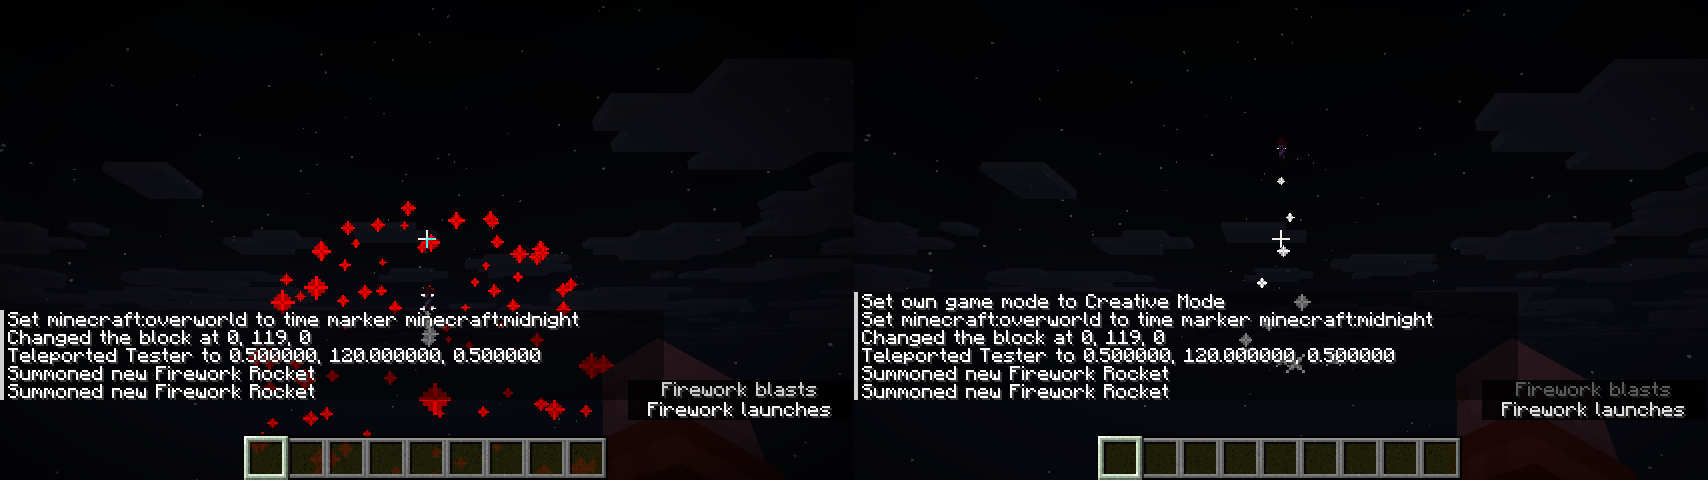 Set minecraft:overworld to time marker minecraft:midnight
Changed the block at 0, 119, 0
Teleported Tester to 0.500000, 120.000000, 0.500000
Summoned new Firework Rocket
Summoned new Firework Rocket
Firework blasts
Firework launches
Set own game mode to Creative Mode
Set minecraft:overworld to time marker minecraft:midnight
Changed the block at 0, 119, 0
Teleported Tester to 0.500000, 120.000000, 0.500000
Summoned new Firework Rocket
Summoned new Firework Rocket
Firework blasts
Firework launches